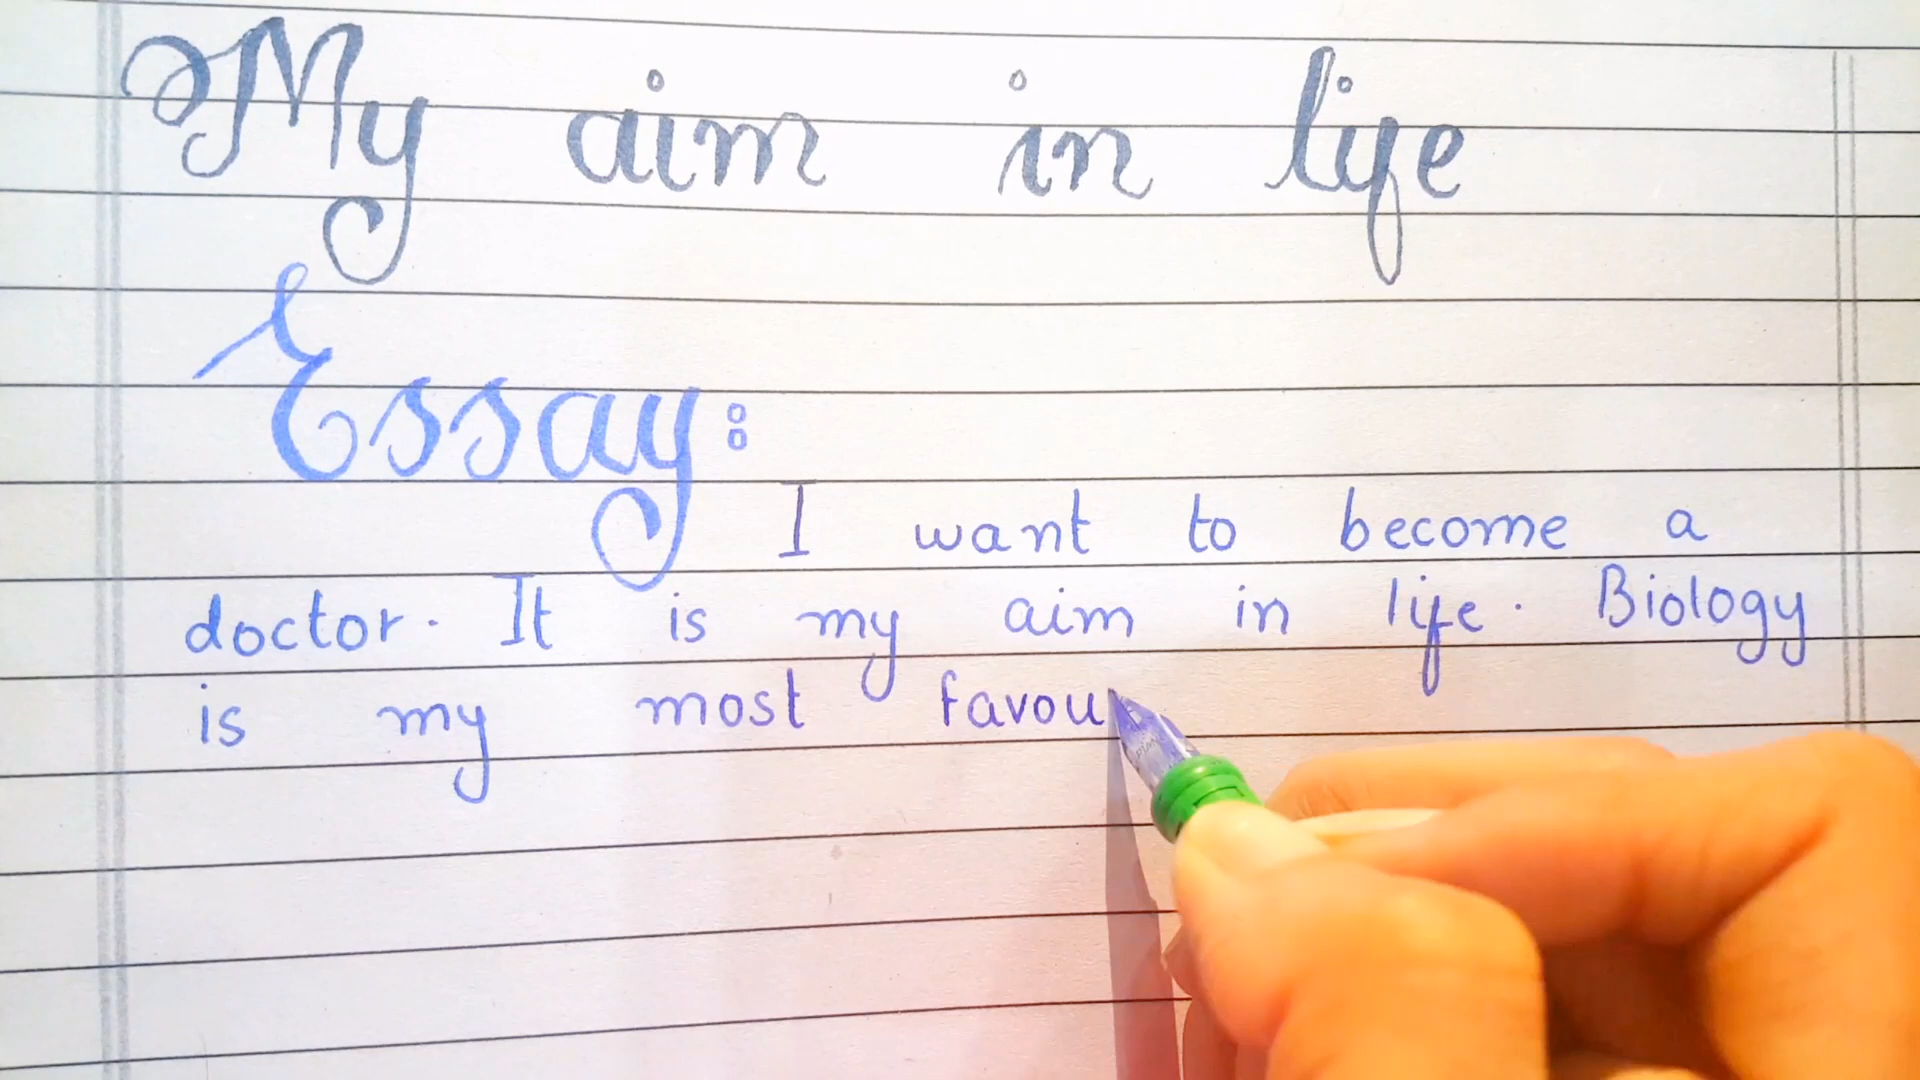 My aim in life
Essay:
I want to become a
doctor. It is my aim in life. Biology
is my most favou